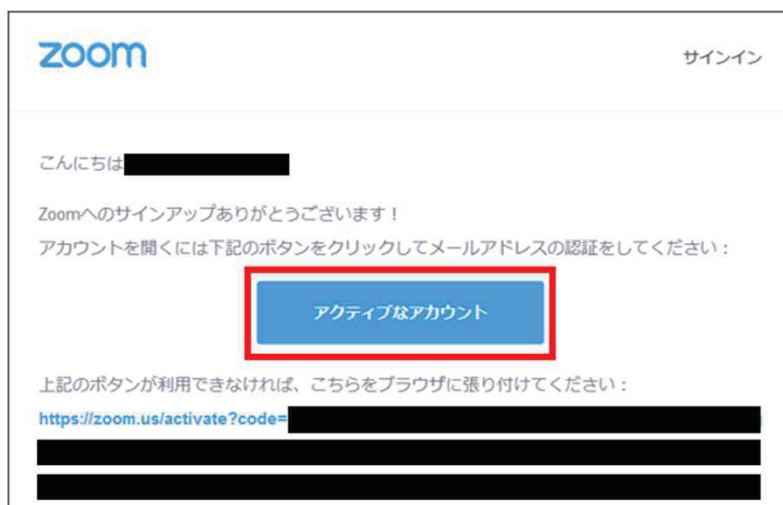 zoom
サインイン
こんにちは
Zoomへのサインアップありがとうございます！
アカウントを開くには下記のボタンをクリックしてメールアドレスの認証をしてください：
アクティブなアカウント
上記のボタンが利用できなければ、こちらをブラウザに張り付けてください：
https://zoom.us/activate?code=